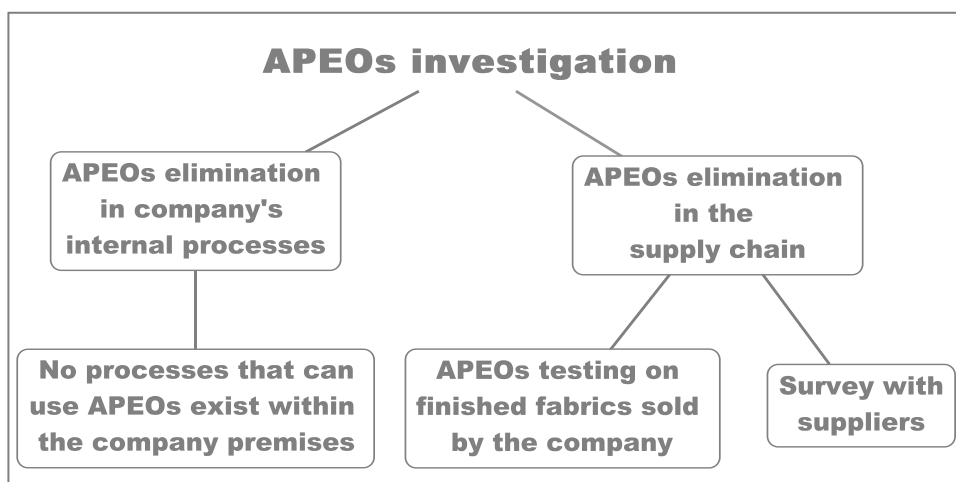 APEOs investigation
APEOs elimination
in company's
internal processes
APEOs elimination
in the
supply chain
No processes that can
use APEOs exist within
the company premises
APEOs testing on
finished fabrics sold
by the company
Survey with
suppliers